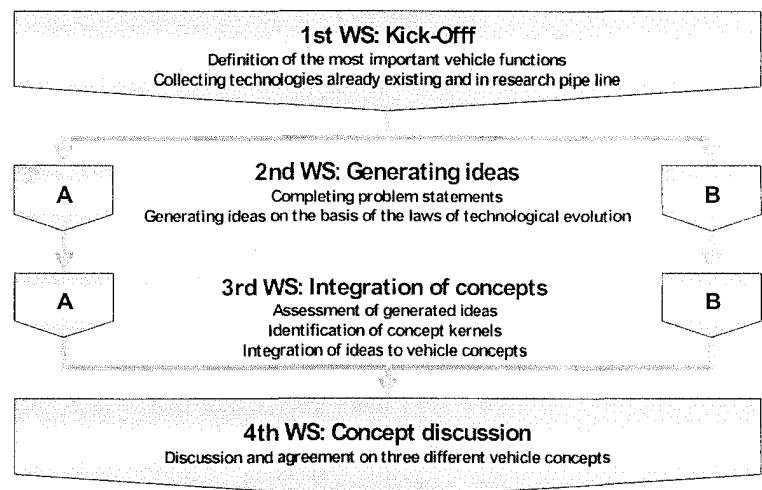 1st WS: Kick-Offf
Definition of the most important vehicle functions
Collecting technologies already existing and in research pipe line
A
2nd WS: Generating ideas
B
Completing problem statements
Generating ideas on the basis of the laws of technological evolution
A
3rd WS: Integration of concepts
B
Assessment of generated ideas
Identification of concept kernels
Integration of ideas to vehicle concepts
4th WS: Concept discussion
Discussion and agreement on three different vehicle concepts